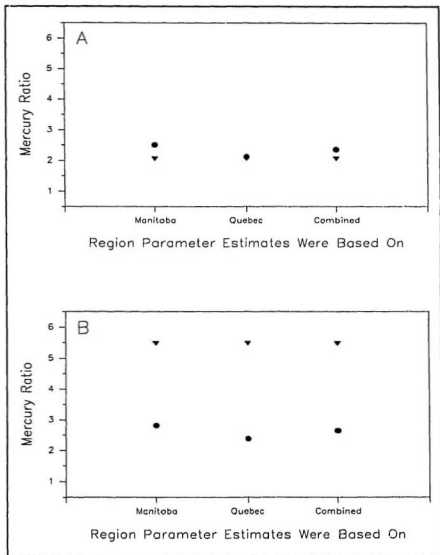 A
Mercury Ratio
6
5
4
3
2
1
Manitoba Quebec Combined
Region Parameter Estimates Were Based On
B
Mercury Ratio
6
5
4
3
2
1
Manitoba Quebec Combined
Region Parameter Estimates Were Based On